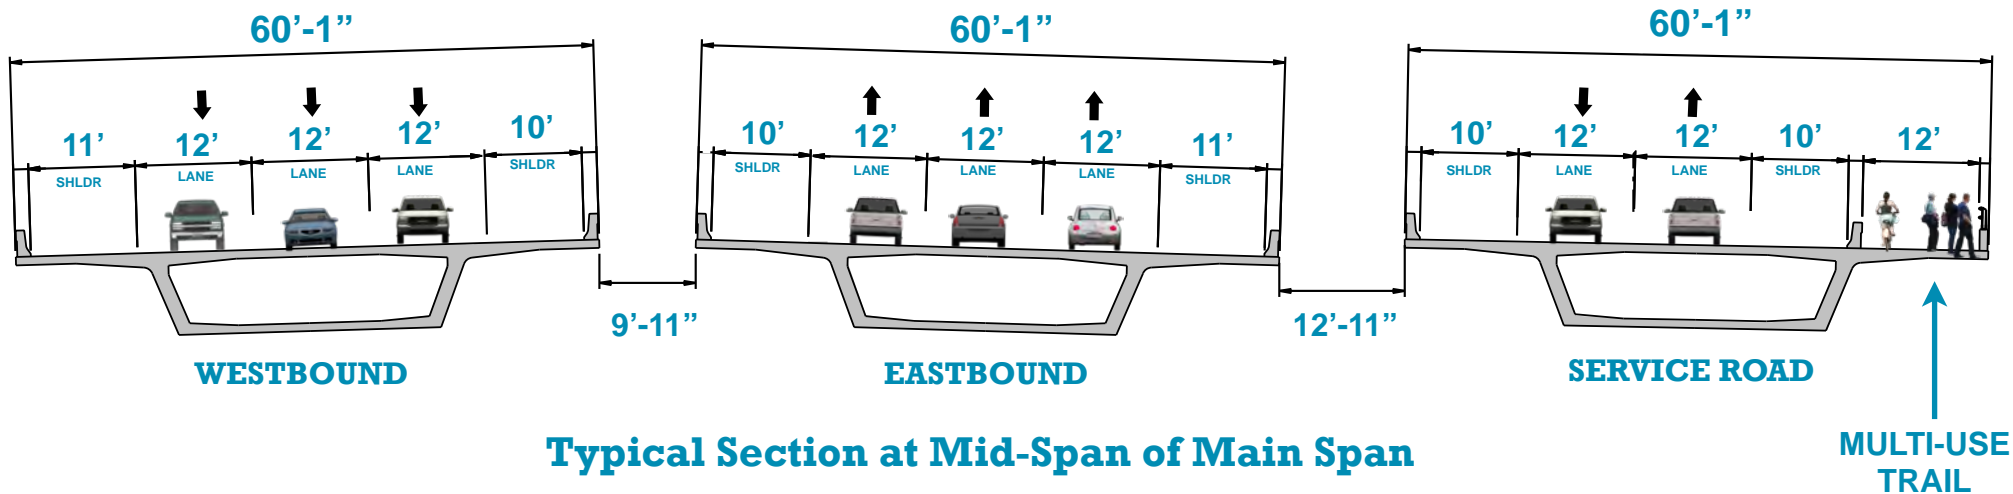 60’-1”
60’-1”
60’-1”
11’ 12’ 12’ 12’ 10’
SHLDR LANE LANE LANE SHLDR
10’ 12’ 12’ 12’ 11’
SHLDR LANE LANE LANE SHLDR
10’ 12’ 12’ 10’ 12’
SHLDR LANE LANE SHLDR
9’-11”
12’-11”
WESTBOUND
EASTBOUND
SERVICE ROAD
Typical Section at Mid-Span of Main Span
MULTI-USE
TRAIL